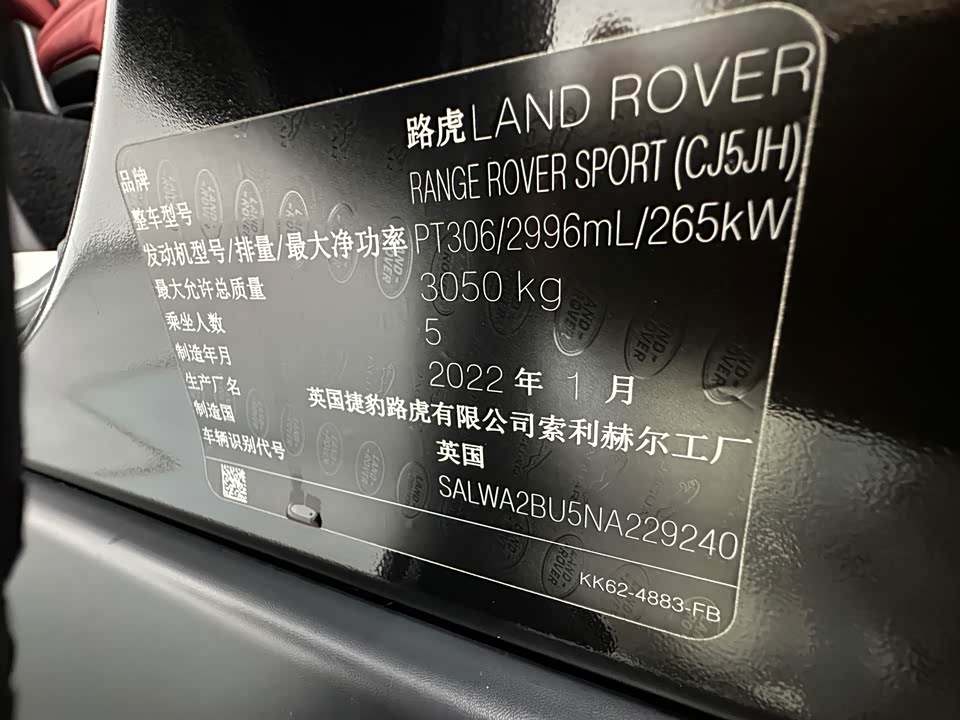 品牌 路虎LAND ROVER
整车型号 RANGE ROVER SPORT (CJ5JH)
发动机型号/排量/最大净功率 PT306/2996mL/265kW
最大允许总质量 3050 kg
乘坐人数 5
制造年月 2022 年 1 月
生产厂名 英国捷豹路虎有限公司索利赫尔工厂
制造国 英国
车辆识别代号 SALWA2BU5NA229240
KK62-4883-FB